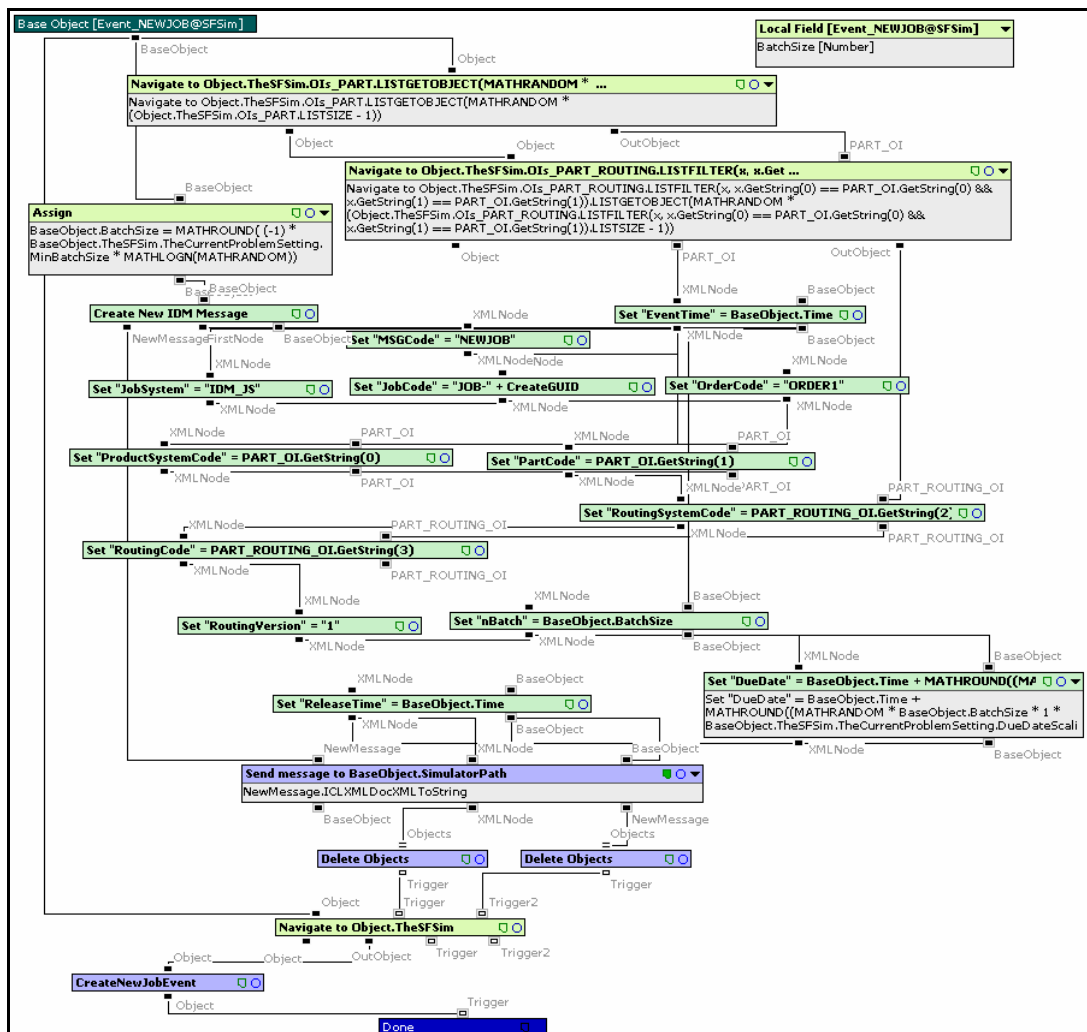 Base Object [Event_NEWJOB@SFSim]
Local Field [Event_NEWJOB@SFSim]
BatchSize [Number]
BaseObject
Object
Navigate to Object.TheSFSim.OIs_PART.LISTGETOBJECT(MATHRANDOM * ...
Navigate to Object.TheSFSim.OIs_PART.LISTGETOBJECT(MATHRANDOM *
(Object.TheSFSim.OIs_PART.LISTSIZE - 1))
Object
Object
OutObject
PART_OI
Navigate to Object.TheSFSim.OIs_PART_ROUTING.LISTFILTER(x, x.Get ...
Navigate to Object.TheSFSim.OIs_PART_ROUTING.LISTFILTER(x, x.GetString(0) == PART_OI.GetString(0) &&
x.GetString(1) == PART_OI.GetString(1)).LISTGETOBJECT(MATHRANDOM *
(Object.TheSFSim.OIs_PART_ROUTING.LISTFILTER(x, x.GetString(0) == PART_OI.GetString(0) &&
x.GetString(1) == PART_OI.GetString(1)).LISTSIZE - 1))
BaseObject
Assign
BaseObject.BatchSize = MATHROUND( (-1) *
BaseObject.TheSFSim.TheCurrentProblemSetting.
MinBatchSize * MATHLOGN(MATHRANDOM))
Object
PART_OI
OutObject
BaseObject
XMLNode
XMLNode
BaseObject
Create New IDM Message
Set "EventTime" = BaseObject.Time
NewMessage
FirstNode
BaseObject
Set "MSGCode" = "NEWJOB"
XMLNode
BaseObject
XMLNode
XMLNode
XMLNode
Set "JobSystem" = "IDM_JS"
Set "JobCode" = "JOB-" + CreateGUID
Set "OrderCode" = "ORDER1"
XMLNode
XMLNode
XMLNode
XMLNode
PART_OI
XMLNode
PART_OI
Set "ProductSystemCode" = PART_OI.GetString(0)
Set "PartCode" = PART_OI.GetString(1)
XMLNode
PART_OI
XMLNode
XMLNode
PART_OI
PART_ROUTING_OI
Set "RoutingSystemCode" = PART_ROUTING_OI.GetString(2)
XMLNode
PART_ROUTING_OI
XMLNode
PART_ROUTING_OI
Set "RoutingCode" = PART_ROUTING_OI.GetString(3)
XMLNode
PART_ROUTING_OI
XMLNode
XMLNode
BaseObject
Set "RoutingVersion" = "1"
Set "nBatch" = BaseObject.BatchSize
XMLNode
XMLNode
BaseObject
XMLNode
BaseObject
Set "DueDate" = BaseObject.Time + MATHROUND((MA
Set "DueDate" = BaseObject.Time +
MATHROUND((MATHRANDOM * BaseObject.BatchSize * 1 *
BaseObject.TheSFSim.TheCurrentProblemSetting.DueDateScali
XMLNode
BaseObject
XMLNode
BaseObject
Set "ReleaseTime" = BaseObject.Time
XMLNode
BaseObject
NewMessage
XMLNode
BaseObject
Send message to BaseObject.SimulatorPath
NewMessage.ICLXMLDocXMLToString
BaseObject
XMLNode
NewMessage
Objects
Objects
Delete Objects
Delete Objects
Trigger
Trigger
Object
Trigger
Trigger2
Navigate to Object.TheSFSim
Object
OutObject
Trigger
Trigger2
Object
CreateNewJobEvent
Object
Trigger
Done